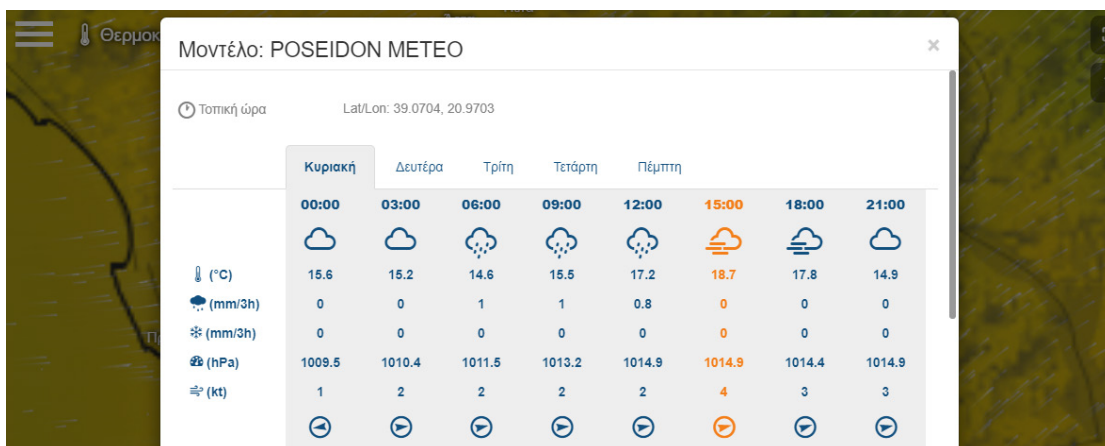 Θερμοκ
Μοντέλο: POSEIDON METEO
×
Τοπική ώρα Lat/Lon: 39.0704, 20.9703
Κυριακή Δευτέρα Τρίτη Τετάρτη Πέμπτη
00:00 03:00 06:00 09:00 12:00 15:00 18:00 21:00
(°C) 15.6 15.2 14.6 15.5 17.2 18.7 17.8 14.9
(mm/3h) 0 0 1 1 0.8 0 0 0
(mm/3h) 0 0 0 0 0 0 0 0
(hPa) 1009.5 1010.4 1011.5 1013.2 1014.9 1014.9 1014.4 1014.9
(kt) 1 2 2 2 2 4 3 3